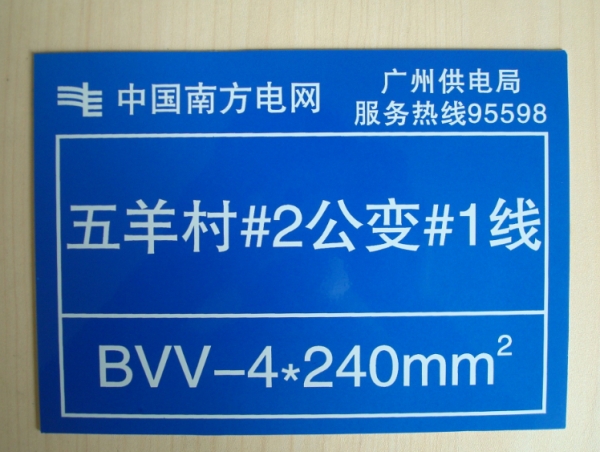 中国南方电网
广州供电局
服务热线95598
五羊村#2公变#1线
BVV-4*240mm²